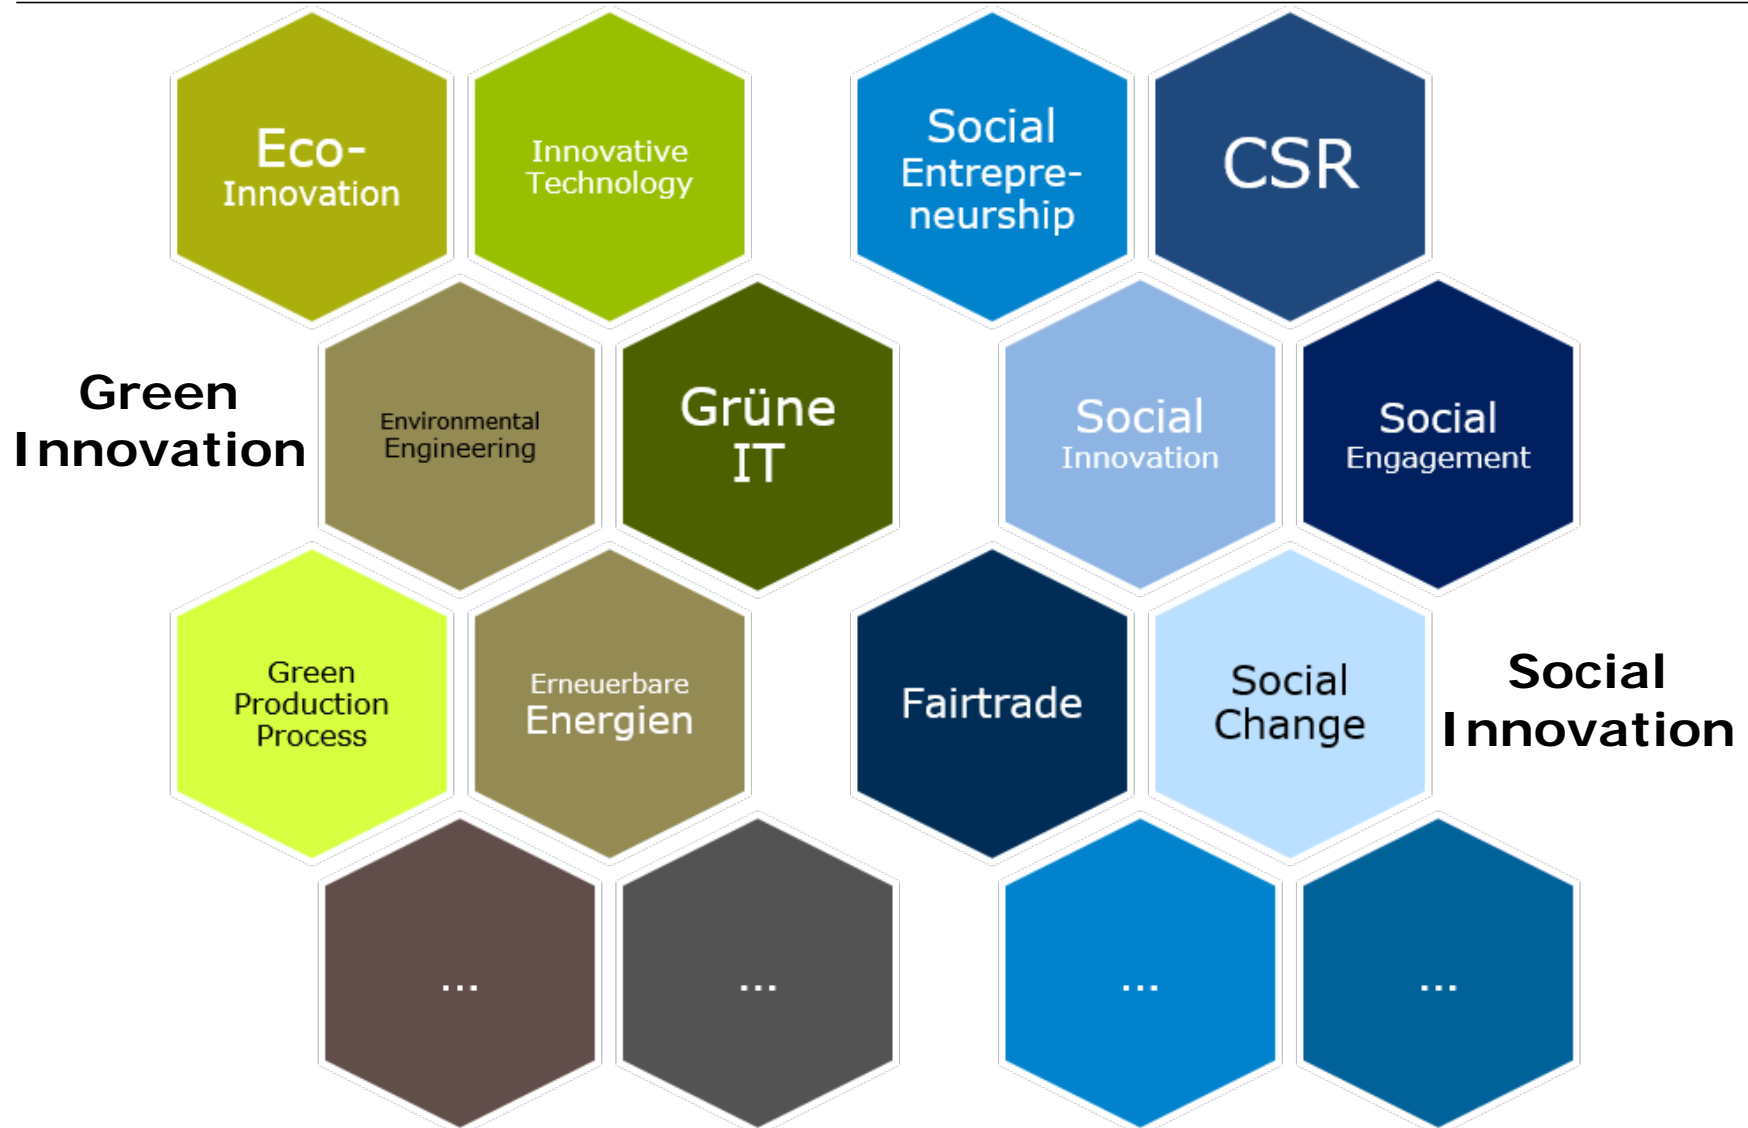 Eco-
Innovation
Innovative
Technology
Social
Entrepre-
neurship
CSR
Green
Innovation
Environmental
Engineering
Grüne
IT
Social
Innovation
Social
Engagement
Green
Production
Process
Erneuerbare
Energien
Fairtrade
Social
Change
Social
Innovation
...
...
...
...